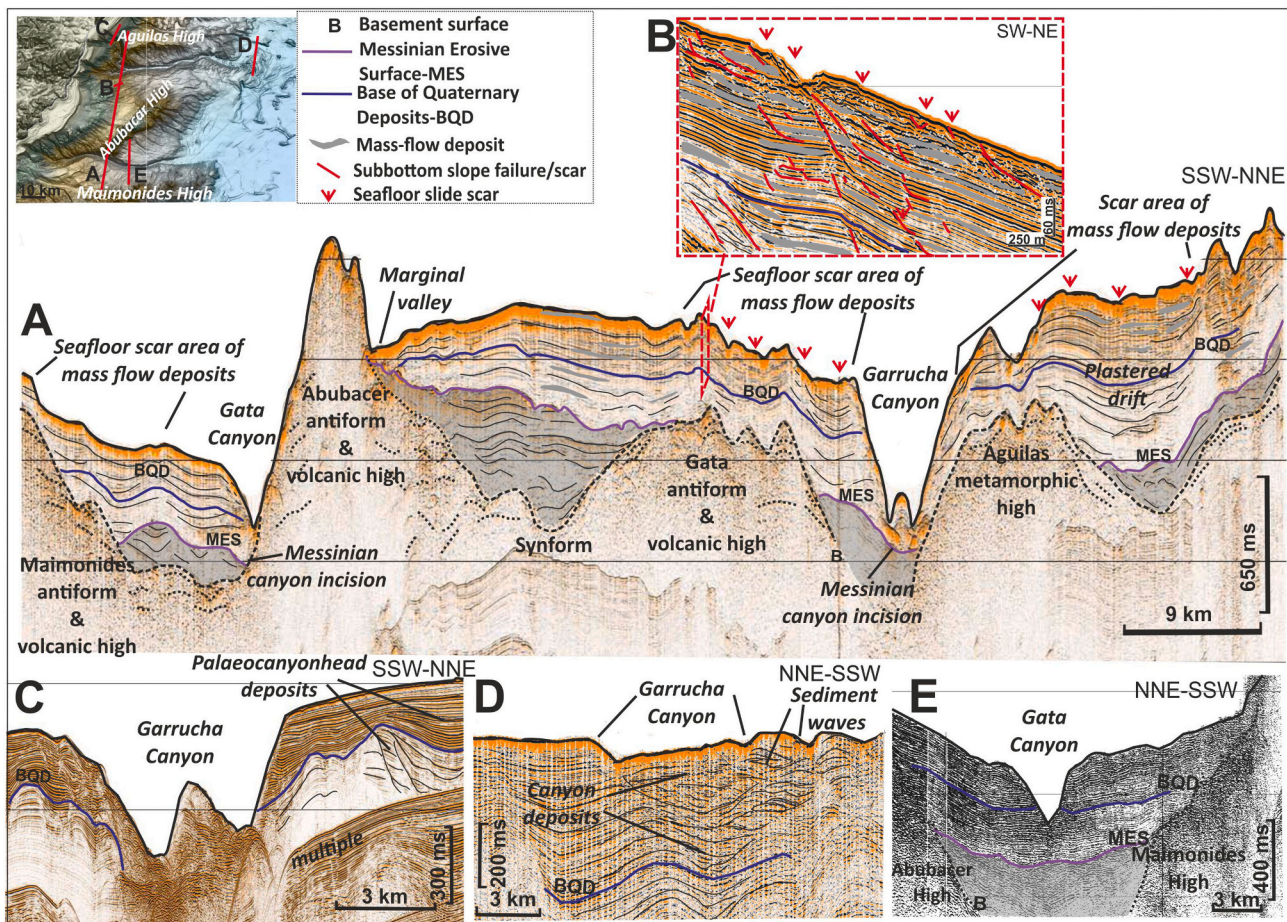 C
Aguilas High
D
B
Abubacar High
A
E
10 km
Maimonides High
B Basement surface
Messinian Erosive
Surface-MES
Base of Quaternary
Deposits-BQD
Mass-flow deposit
Subbottom slope failure/scar
Seafloor slide scar
B
SW-NE
250 m
60 ms
SSW-NNE
A
Seafloor scar area of
mass flow deposits
Gata
Canyon
Marginal
valley
Seafloor scar area of
mass flow deposits
Garrucha
Canyon
Scar area of
mass flow deposits
BQD
Plastered
drift
BQD
MES
Abubacer
antiform
&
volcanic high
BQD
MES
Messinian
canyon incision
Maimonides
antiform
&
volcanic high
Synform
Gata
antiform
&
volcanic high
MES
B
Messinian
canyon incision
Aguilas
metamorphic
high
650 ms
9 km
C
SSW-NNE
Palaeocanyonhead
deposits
Garrucha
Canyon
BQD
multiple
3 km
300 ms
D
NNE-SSW
Garrucha
Canyon
Sediment
waves
Canyon
deposits
BQD
200 ms
3 km
E
NNE-SSW
Gata
Canyon
BQD
MES
Abubacer
High
B
Maimonides
High
3 km
400 ms